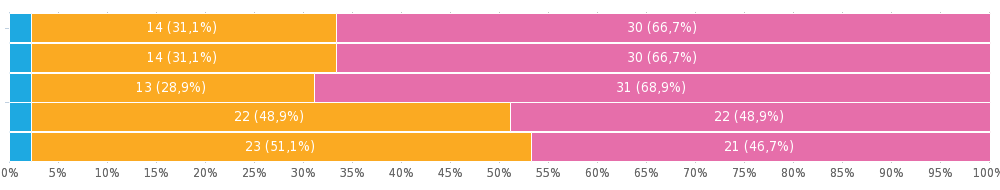 14 (31,1%) 30 (66,7%)
14 (31,1%) 30 (66,7%)
13 (28,9%) 31 (68,9%)
22 (48,9%) 22 (48,9%)
23 (51,1%) 21 (46,7%)
0% 5% 10% 15% 20% 25% 30% 35% 40% 45% 50% 55% 60% 65% 70% 75% 80% 85% 90% 95% 100%